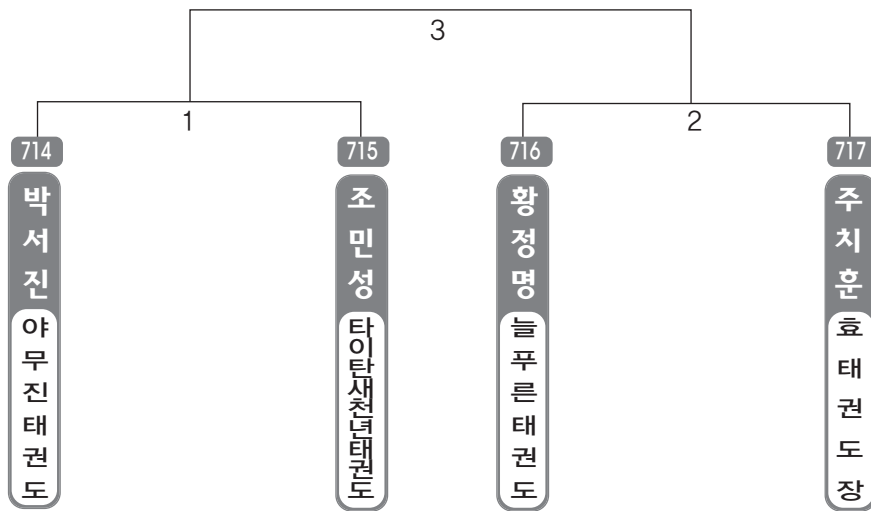 3
1
2
714
박서진
야무진태권도
715
조민성
타이탄새천년태권도
716
황정명
늘푸른태권도
717
주치훈
효태권도장